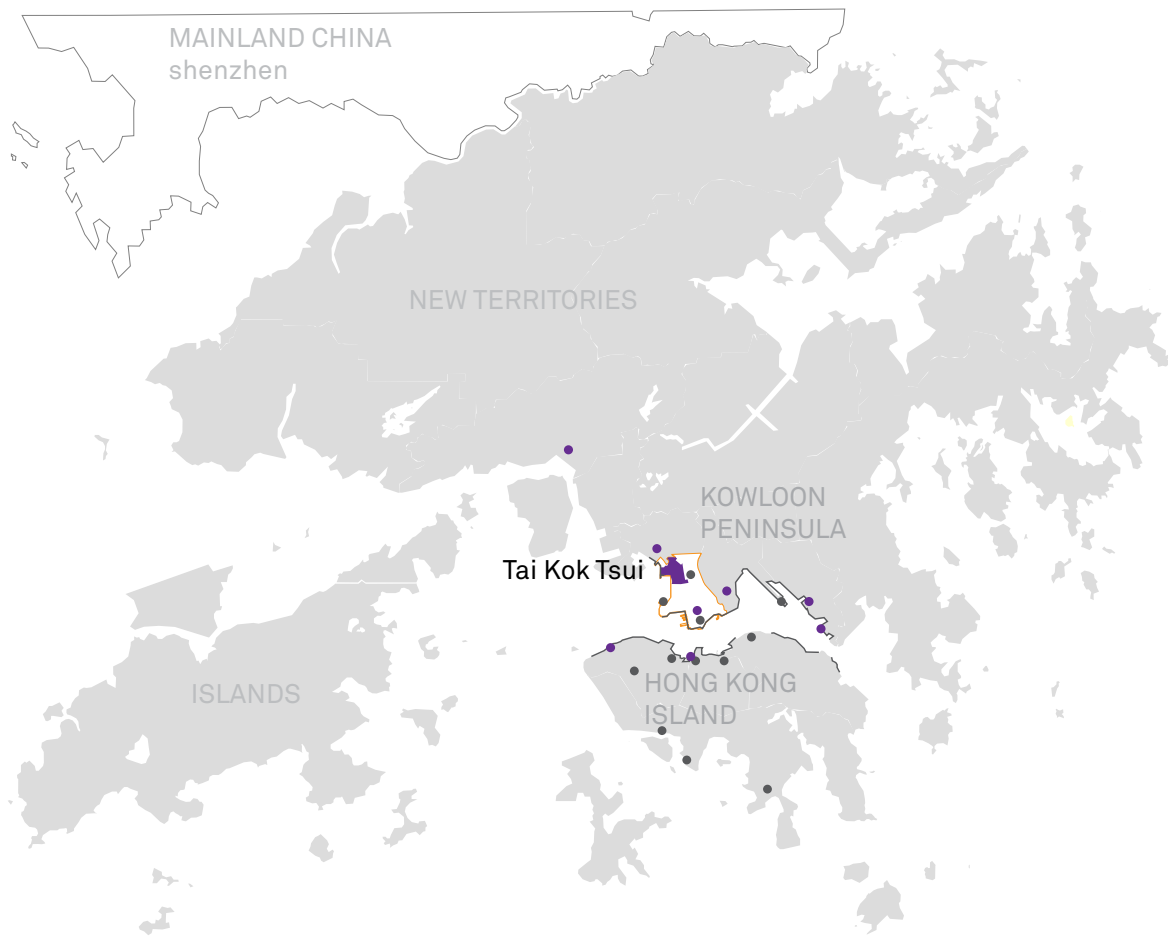 MAINLAND CHINA
shenzhen
NEW TERRITORIES
KOWLOON
PENINSULA
Tai Kok Tsui
ISLANDS
HONG KONG
ISLAND